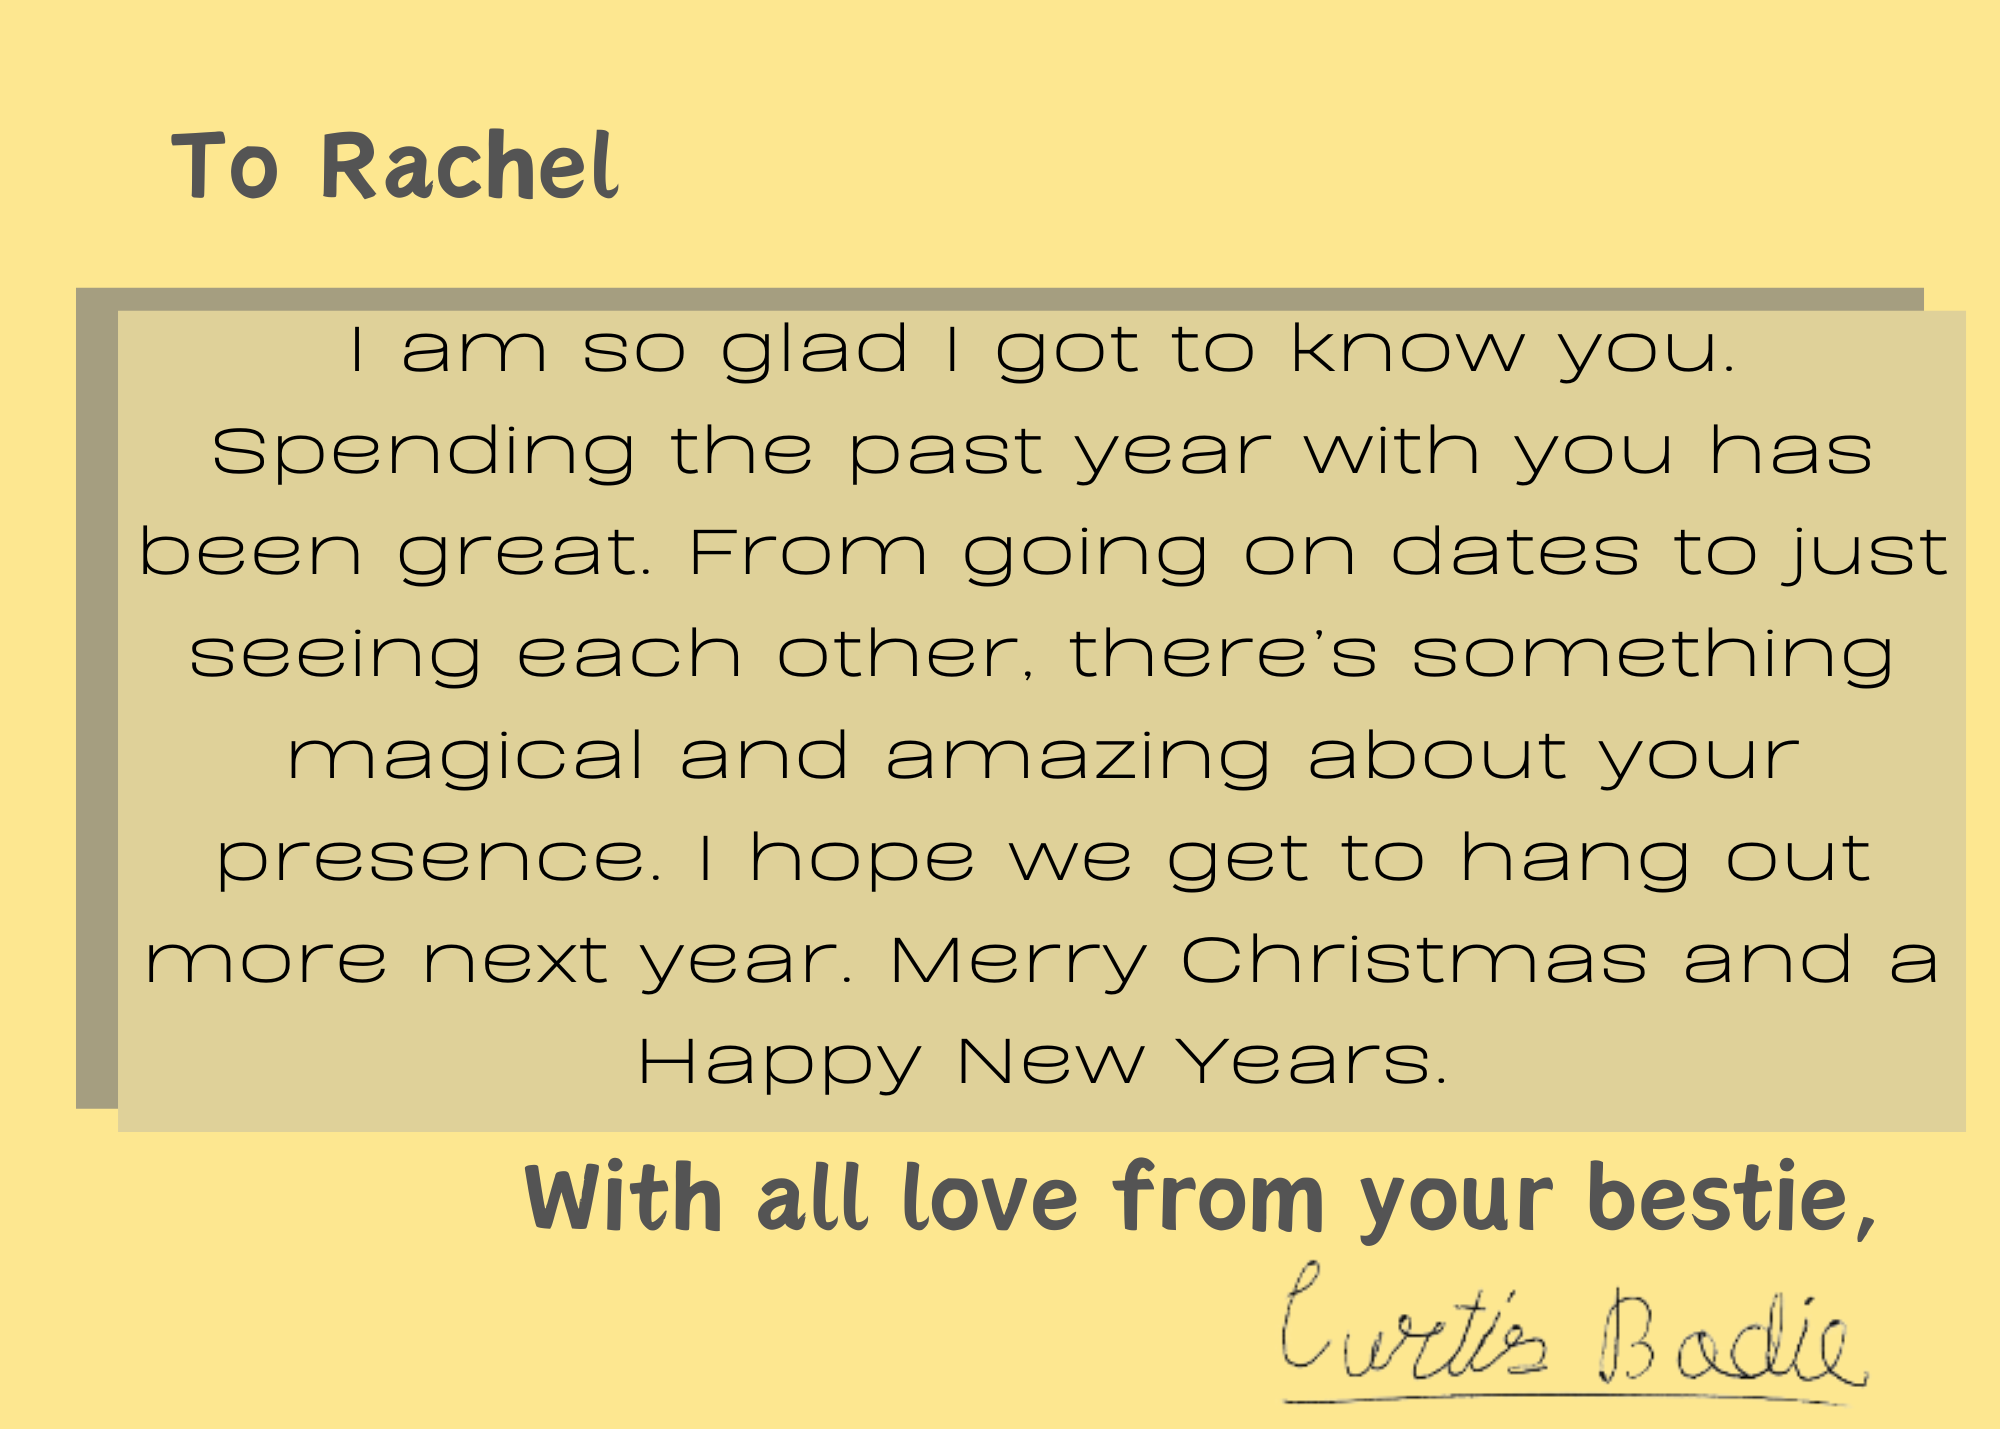 To Rachel
I am so glad I got to know you.
Spending the past year with you has
been great. From going on dates to just
seeing each other, there’s something
magical and amazing about your
presence. I hope we get to hang out
more next year. Merry Christmas and a
Happy New Years.
With all love from your bestie,
Curtis Bodie